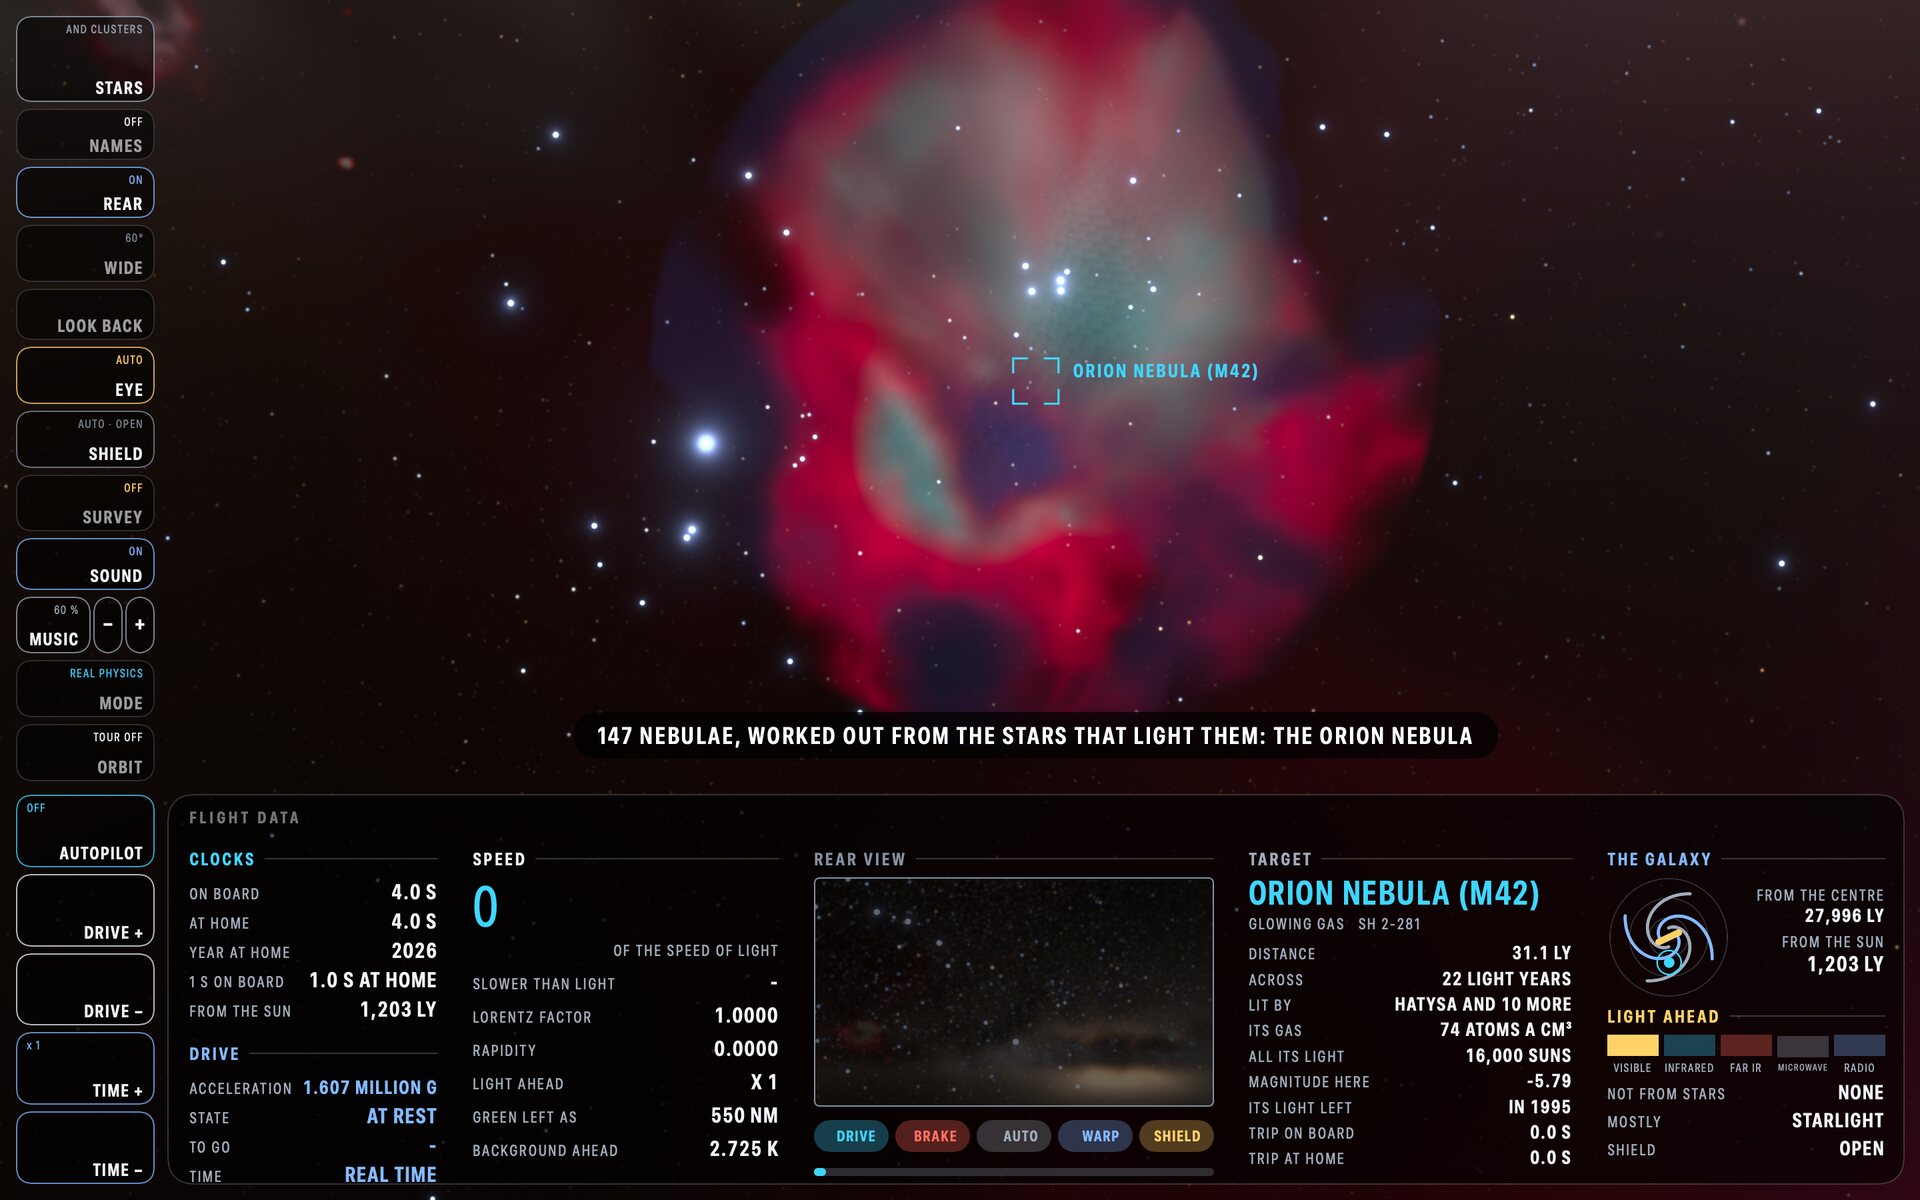 AND CLUSTERS
STARS
OFF
NAMES
ON
REAR
60°
WIDE
LOOK BACK
AUTO
EYE
AUTO · OPEN
SHIELD
OFF
SURVEY
ON
SOUND
60 %
MUSIC
−
+
REAL PHYSICS
MODE
TOUR OFF
ORBIT
OFF
AUTOPILOT
DRIVE +
DRIVE −
x 1
TIME +
TIME −
ORION NEBULA (M42)
147 NEBULAE, WORKED OUT FROM THE STARS THAT LIGHT THEM: THE ORION NEBULA
FLIGHT DATA
CLOCKS
ON BOARD 4.0 S
AT HOME 4.0 S
YEAR AT HOME 2026
1 S ON BOARD 1.0 S AT HOME
FROM THE SUN 1,203 LY
DRIVE
ACCELERATION 1.607 MILLION G
STATE AT REST
TO GO -
TIME REAL TIME
SPEED
0
OF THE SPEED OF LIGHT
SLOWER THAN LIGHT -
LORENTZ FACTOR 1.0000
RAPIDITY 0.0000
LIGHT AHEAD X 1
GREEN LEFT AS 550 NM
BACKGROUND AHEAD 2.725 K
REAR VIEW
DRIVE BRAKE AUTO WARP SHIELD
TARGET
ORION NEBULA (M42)
GLOWING GAS SH 2-281
DISTANCE 31.1 LY
ACROSS 22 LIGHT YEARS
LIT BY HATYSA AND 10 MORE
ITS GAS 74 ATOMS A CM³
ALL ITS LIGHT 16,000 SUNS
MAGNITUDE HERE -5.79
ITS LIGHT LEFT IN 1995
TRIP ON BOARD 0.0 S
TRIP AT HOME 0.0 S
THE GALAXY
FROM THE CENTRE
27,996 LY
FROM THE SUN
1,203 LY
LIGHT AHEAD
VISIBLE INFRARED FAR IR MICROWAVE RADIO
NOT FROM STARS NONE
MOSTLY STARLIGHT
SHIELD OPEN